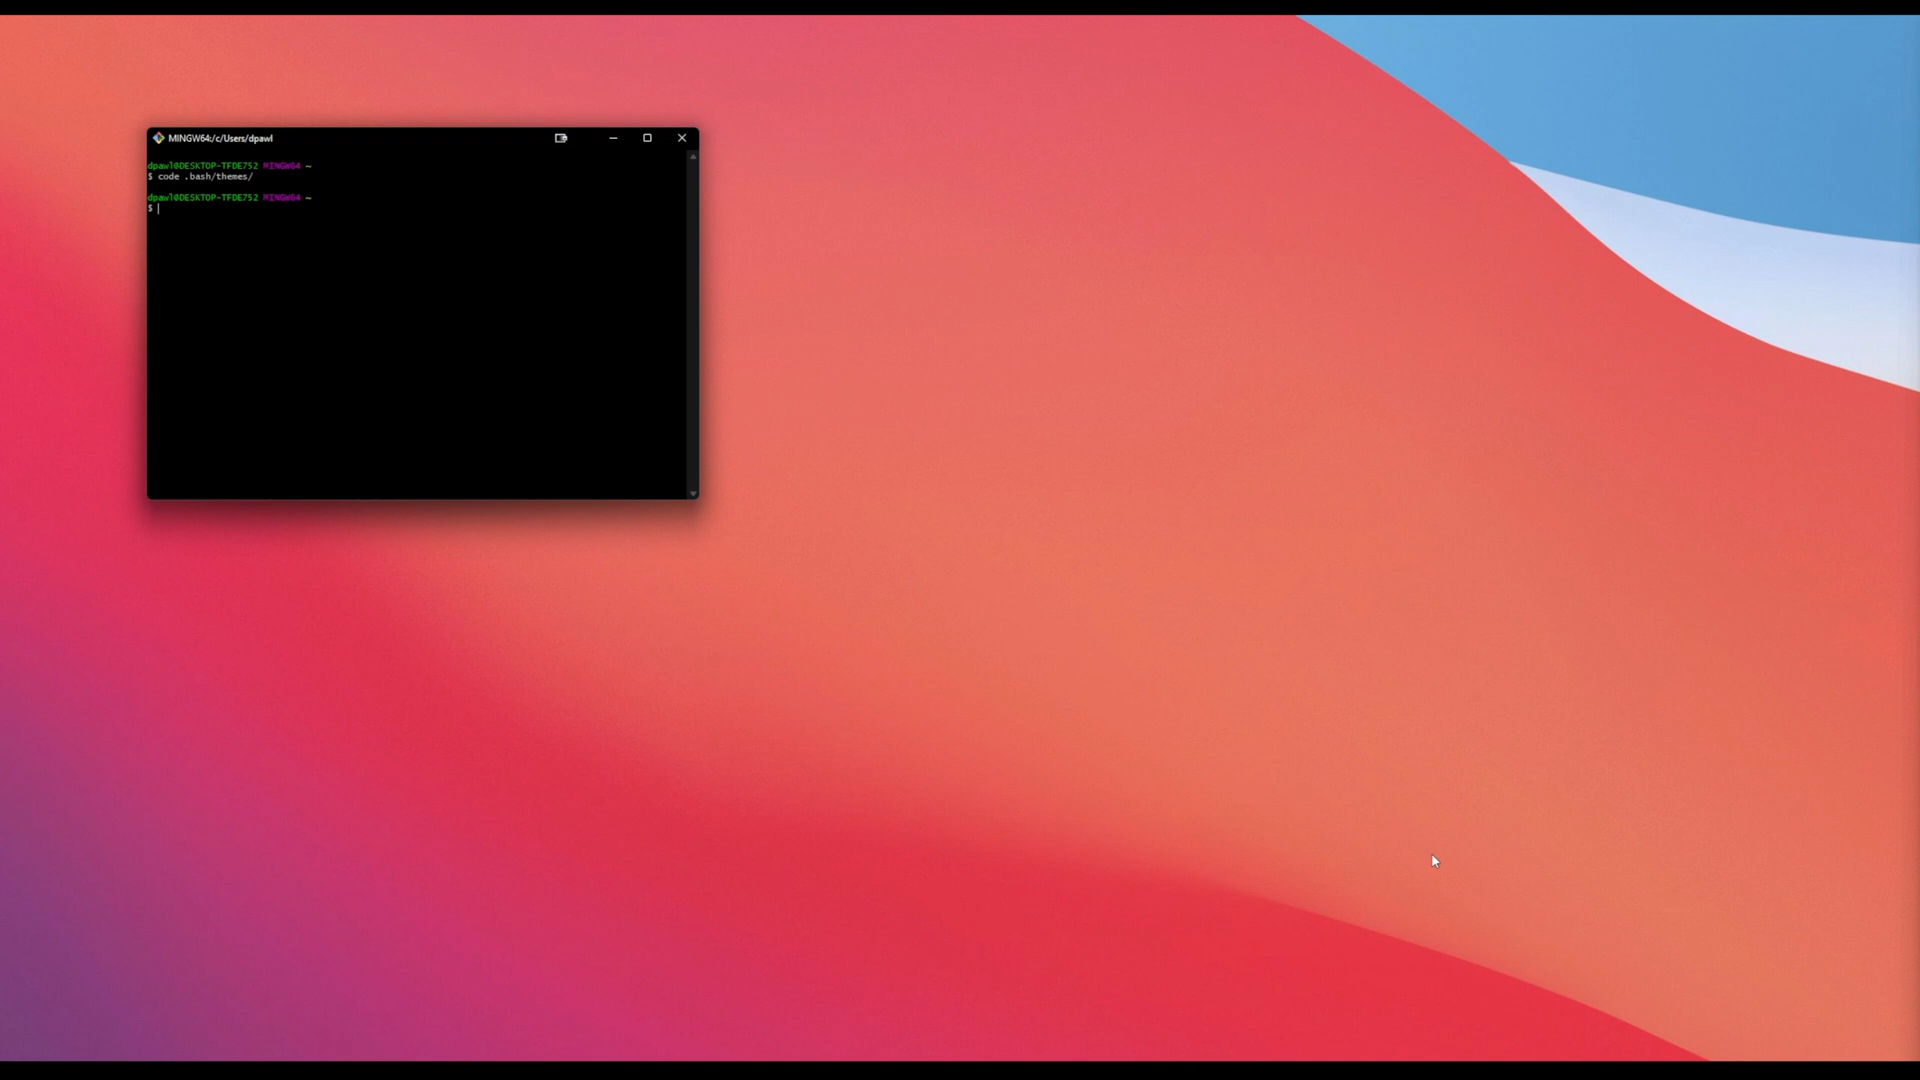 MINGW64:/c/Users/dpawl
dpawl@DESKTOP-TFDE752 MINGW64 ~
$ code .bash/themes/
dpawl@DESKTOP-TFDE752 MINGW64 ~
$